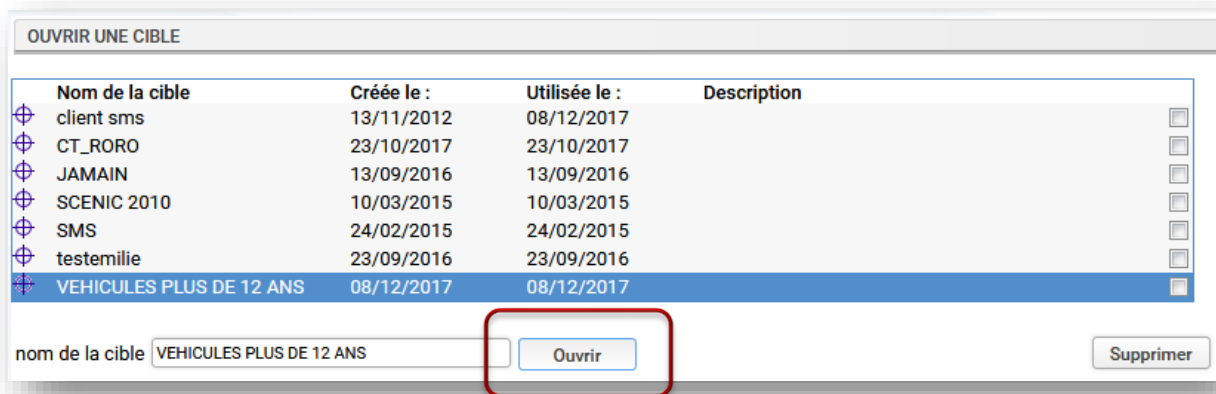 OUVRIR UNE CIBLE
Nom de la cible Créée le : Utilisée le : Description
client sms 13/11/2012 08/12/2017
CT_RORO 23/10/2017 23/10/2017
JAMAIN 13/09/2016 13/09/2016
SCENIC 2010 10/03/2015 10/03/2015
SMS 24/02/2015 24/02/2015
testemilie 23/09/2016 23/09/2016
VEHICULES PLUS DE 12 ANS 08/12/2017 08/12/2017
nom de la cible VEHICULES PLUS DE 12 ANS Ouvrir Supprimer